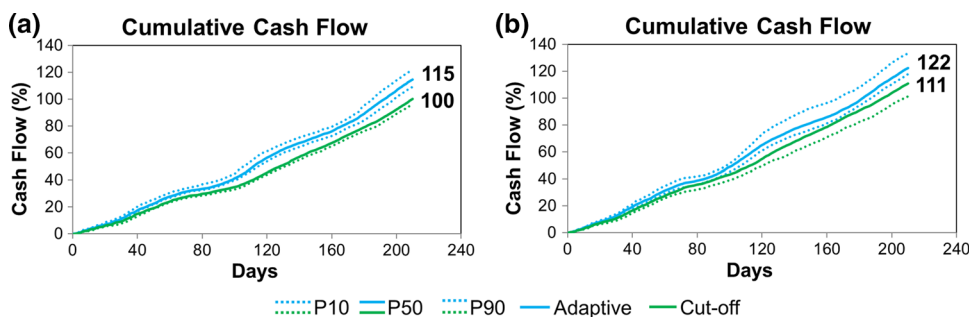 (a) Cumulative Cash Flow
140
120
100
80
60
40
20
0
Cash Flow (%)
115
100
0 40 80 120 160 200 240
Days
(b) Cumulative Cash Flow
140
120
100
80
60
40
20
0
Cash Flow (%)
122
111
0 40 80 120 160 200 240
Days
P10 P50 P90 Adaptive Cut-off